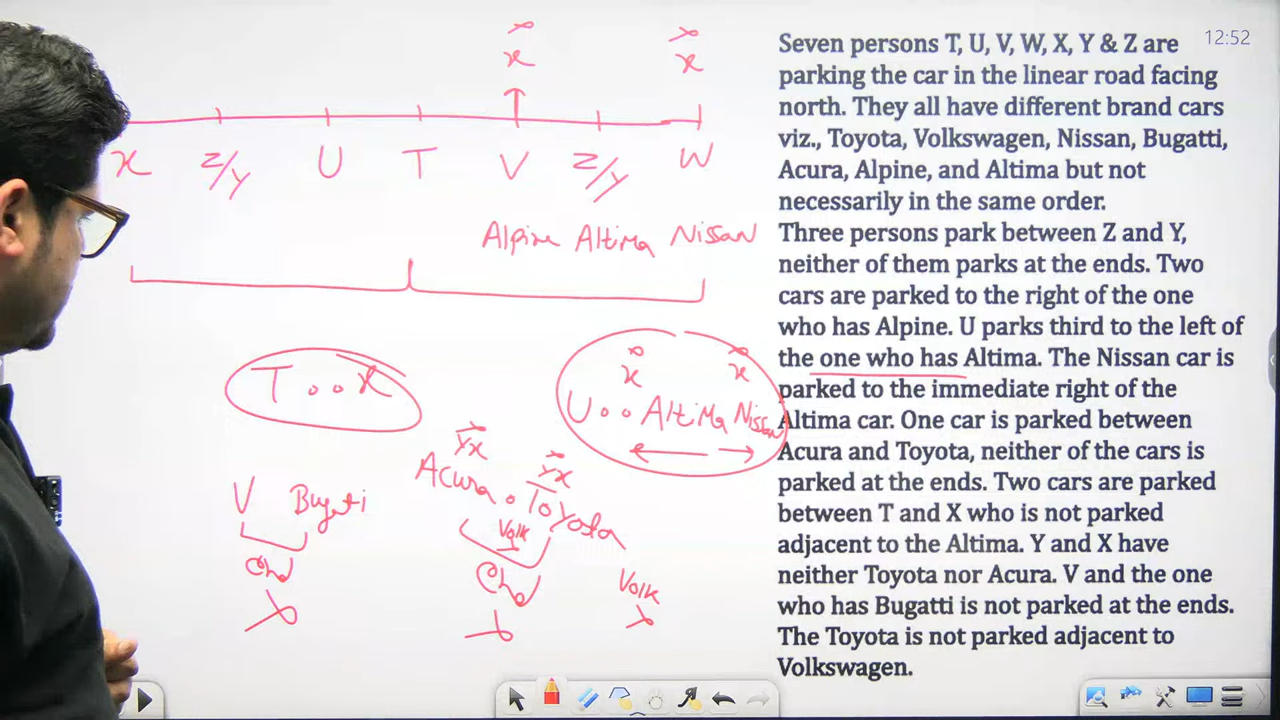 12:52
Seven persons T, U, V, W, X, Y & Z are
parking the car in the linear road facing
north. They all have different brand cars
viz., Toyota, Volkswagen, Nissan, Bugatti,
Acura, Alpine, and Altima but not
necessarily in the same order.
Three persons park between Z and Y,
neither of them parks at the ends. Two
cars are parked to the right of the one
who has Alpine. U parks third to the left of
the one who has Altima. The Nissan car is
parked to the immediate right of the
Altima car. One car is parked between
Acura and Toyota, neither of the cars is
parked at the ends. Two cars are parked
between T and X who is not parked
adjacent to the Altima. Y and X have
neither Toyota nor Acura. V and the one
who has Bugatti is not parked at the ends.
The Toyota is not parked adjacent to
Volkswagen.
x x
x Z/Y U T V Z/Y W
Alpine Altima Nissan
T x
x x
U Altima Nissan
Yx
Acura
Yx
Toyota
V Bugati
Volk
Volk